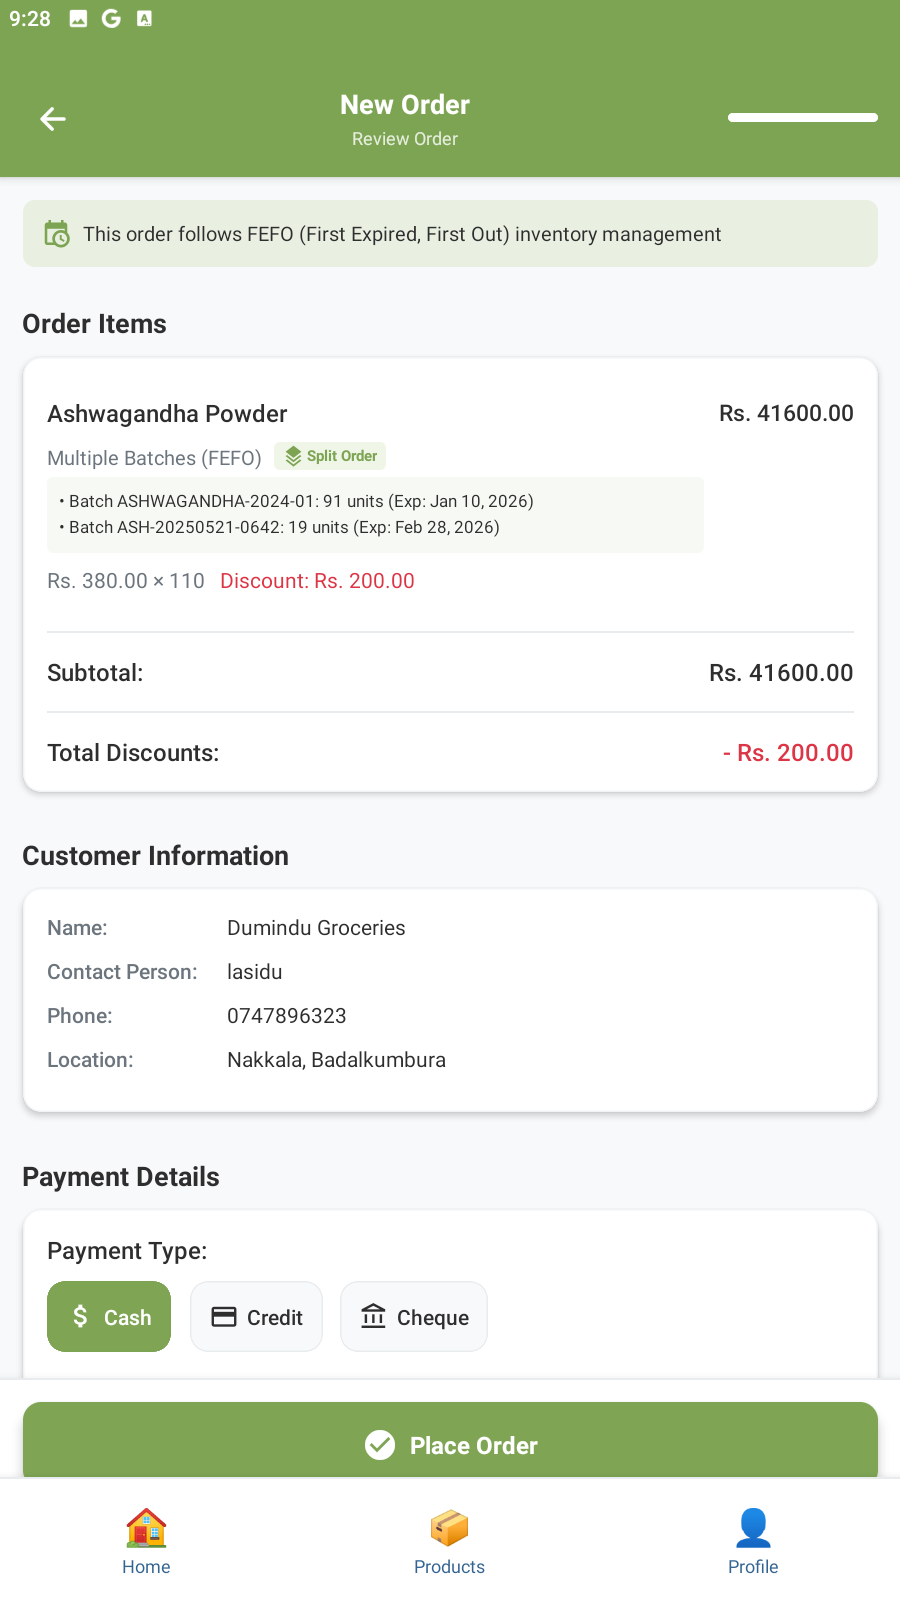 9:28
New Order
Review Order
This order follows FEFO (First Expired, First Out) inventory management
Order Items
Ashwagandha Powder Rs. 41600.00
Multiple Batches (FEFO) Split Order
• Batch ASHWAGANDHA-2024-01: 91 units (Exp: Jan 10, 2026)
• Batch ASH-20250521-0642: 19 units (Exp: Feb 28, 2026)
Rs. 380.00 × 110 Discount: Rs. 200.00
Subtotal: Rs. 41600.00
Total Discounts: - Rs. 200.00
Customer Information
Name: Dumindu Groceries
Contact Person: lasidu
Phone: 0747896323
Location: Nakkala, Badalkumbura
Payment Details
Payment Type:
$ Cash Credit Cheque
Place Order
Home Products Profile